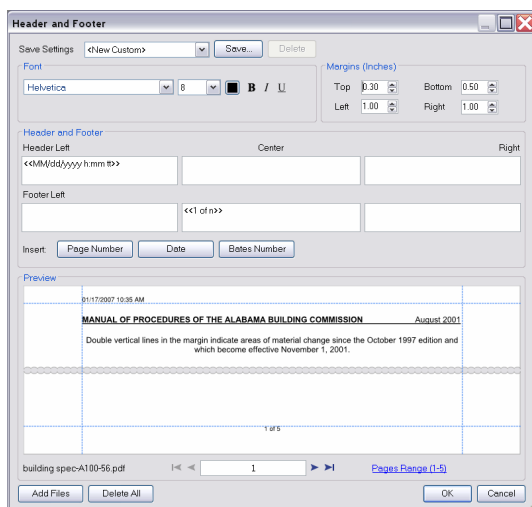 Header and Footer
Save Settings <New Custom> Save... Delete
Font Margins (Inches)
Helvetica 8 B I U Top 0.30 Bottom 0.50
Left 1.00 Right 1.00
Header and Footer
Header Left Center Right
<<MM/dd/yyyy h:mm tt>>
Footer Left
<<1 of n>>
Insert: Page Number Date Bates Number
Preview
01/17/2007 10:35 AM
MANUAL OF PROCEDURES OF THE ALABAMA BUILDING COMMISSION August 2001
Double vertical lines in the margin indicate areas of material change since the October 1997 edition and
which become effective November 1, 2001.
1 of 5
building spec-A100-56.pdf 1 Pages Range (1-5)
Add Files Delete All OK Cancel